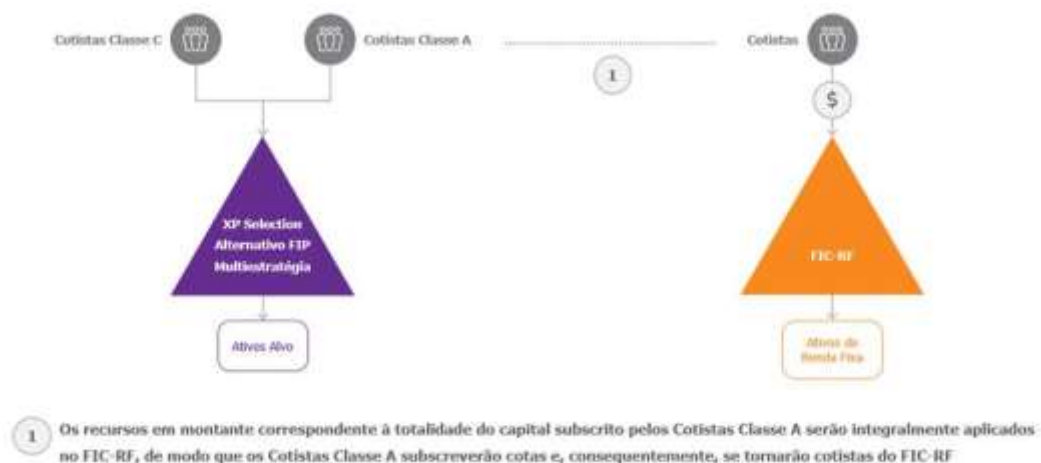 Cotistas Classe C
Cotistas Classe A
Cotistas
1
$
XP Selection
Alternativo FIP
Multiestratégia
FIC-RF
Ativos Alvo
Ativos de
Renda Fixa
1
Os recursos em montante correspondente à totalidade do capital subscrito pelos Cotistas Classe A serão integralmente aplicados
no FIC-RF, de modo que os Cotistas Classe A subscreverão cotas e, consequentemente, se tornarão cotistas do FIC-RF